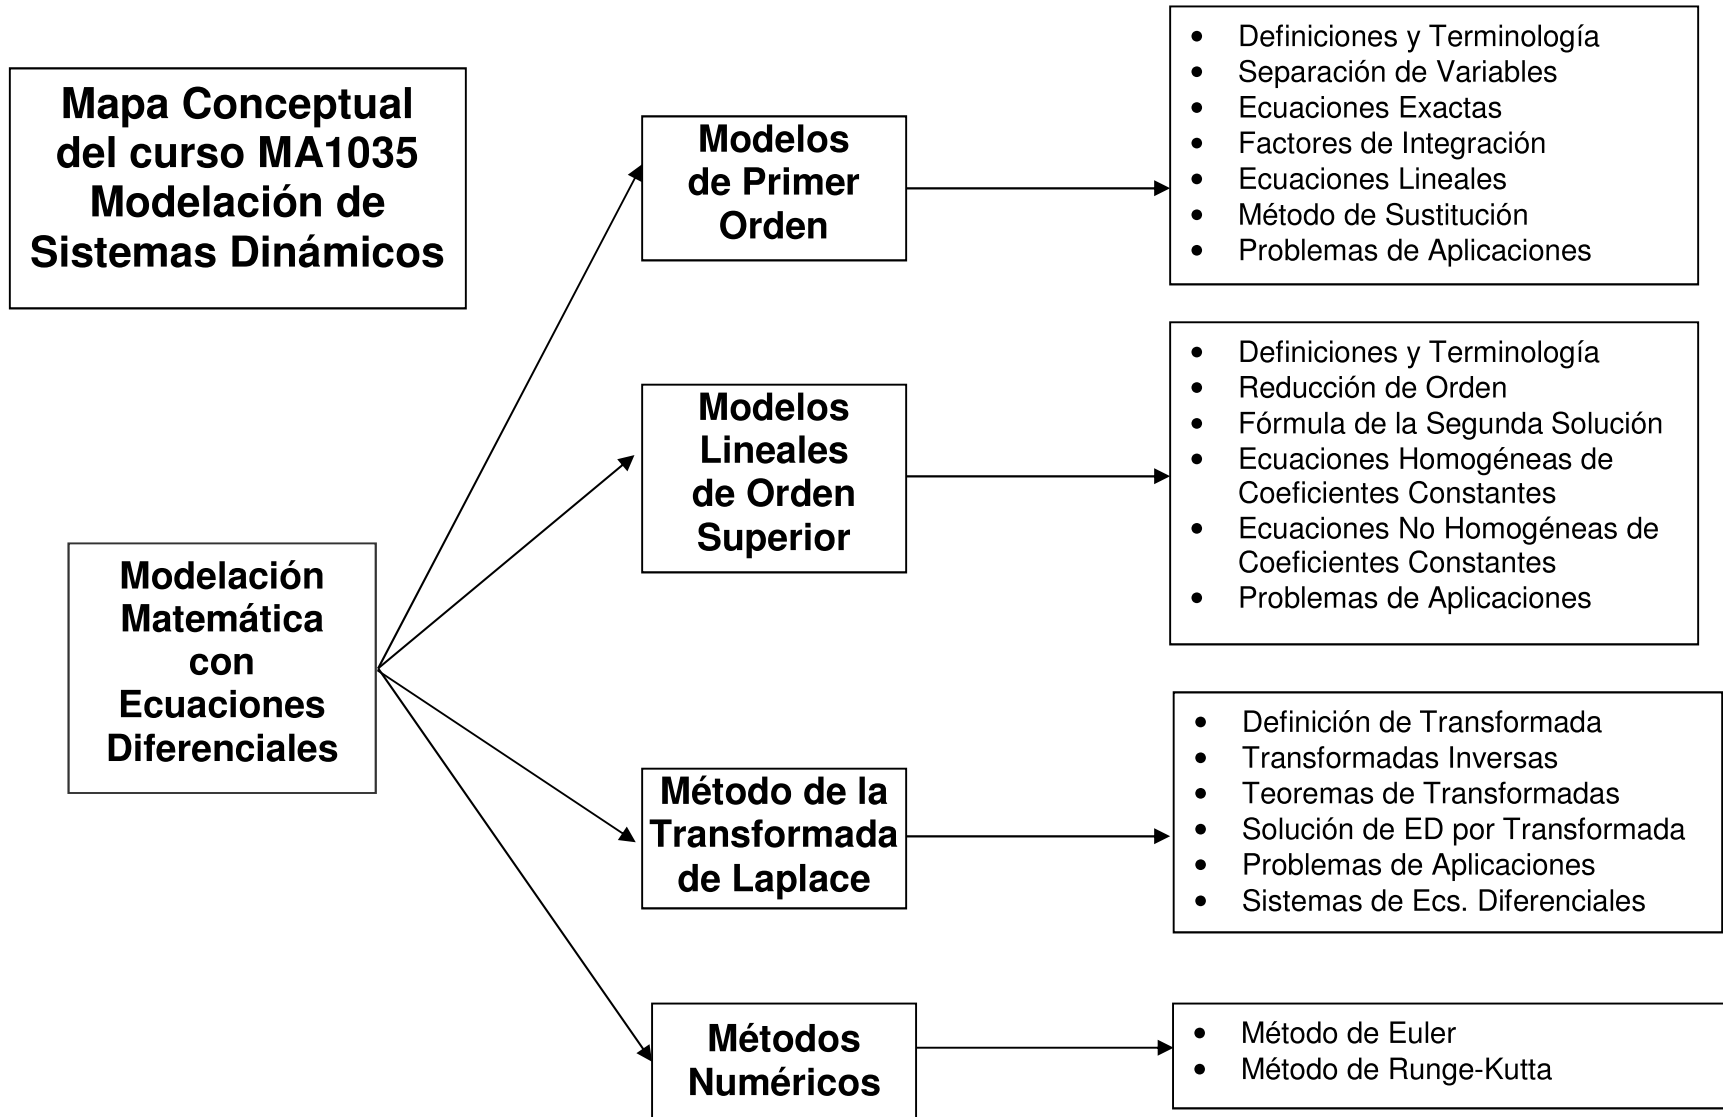 Mapa Conceptual
del curso MA1035
Modelación de
Sistemas Dinámicos
Modelación
Matemática
con
Ecuaciones
Diferenciales
Modelos
de Primer
Orden
• Definiciones y Terminología
• Separación de Variables
• Ecuaciones Exactas
• Factores de Integración
• Ecuaciones Lineales
• Método de Sustitución
• Problemas de Aplicaciones
Modelos
Lineales
de Orden
Superior
• Definiciones y Terminología
• Reducción de Orden
• Fórmula de la Segunda Solución
• Ecuaciones Homogéneas de
Coeficientes Constantes
• Ecuaciones No Homogéneas de
Coeficientes Constantes
• Problemas de Aplicaciones
Método de la
Transformada
de Laplace
• Definición de Transformada
• Transformadas Inversas
• Teoremas de Transformadas
• Solución de ED por Transformada
• Problemas de Aplicaciones
• Sistemas de Ecs. Diferenciales
Métodos
Numéricos
• Método de Euler
• Método de Runge-Kutta